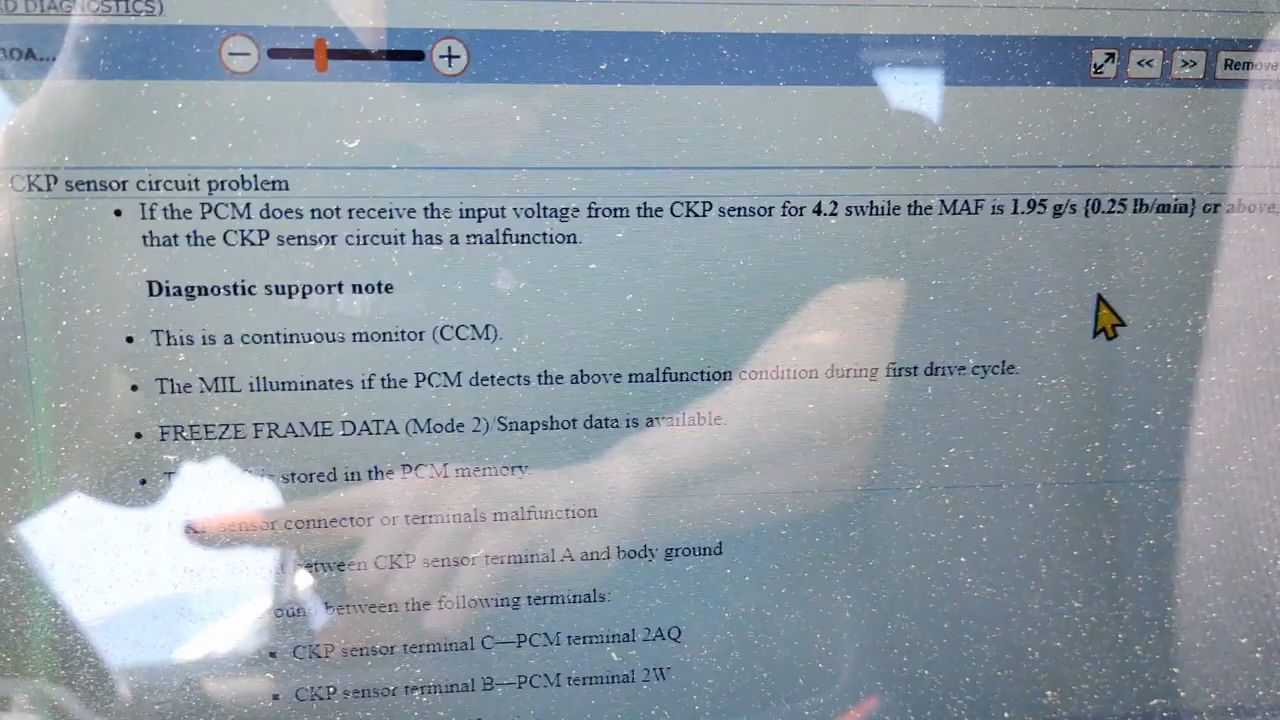 D DIAGNOSTICS)
BOA...
<< >> Remove
CKP sensor circuit problem
• If the PCM does not receive the input voltage from the CKP sensor for 4.2 swhile the MAF is 1.95 g/s {0.25 lb/min} or above,
that the CKP sensor circuit has a malfunction.
Diagnostic support note
• This is a continuous monitor (CCM).
• The MIL illuminates if the PCM detects the above malfunction condition during first drive cycle.
• FREEZE FRAME DATA (Mode 2)/Snapshot data is available.
• is stored in the PCM memory.
sensor connector or terminals malfunction
between CKP sensor terminal A and body ground
between the following terminals:
▪ CKP sensor terminal C—PCM terminal 2AQ
▪ CKP sensor terminal B—PCM terminal 2W